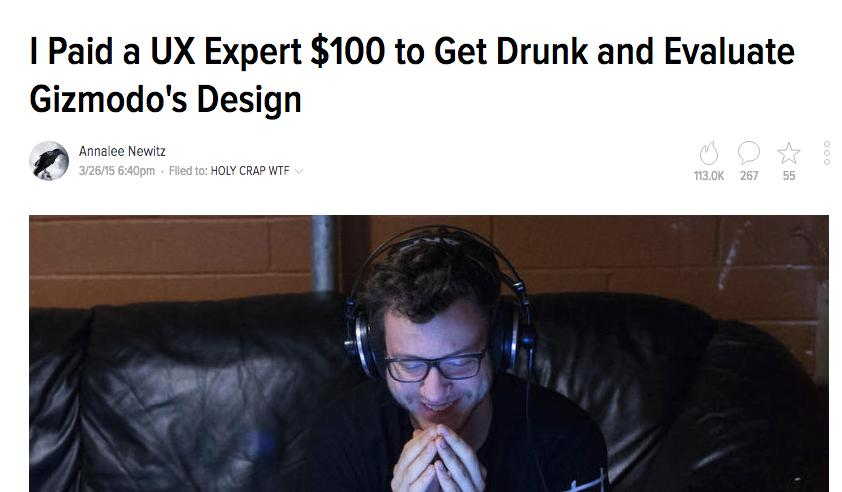 I Paid a UX Expert $100 to Get Drunk and Evaluate
Gizmodo's Design
Annalee Newitz
3/26/15 6:40pm · Filed to: HOLY CRAP WTF
113.0K 267 55